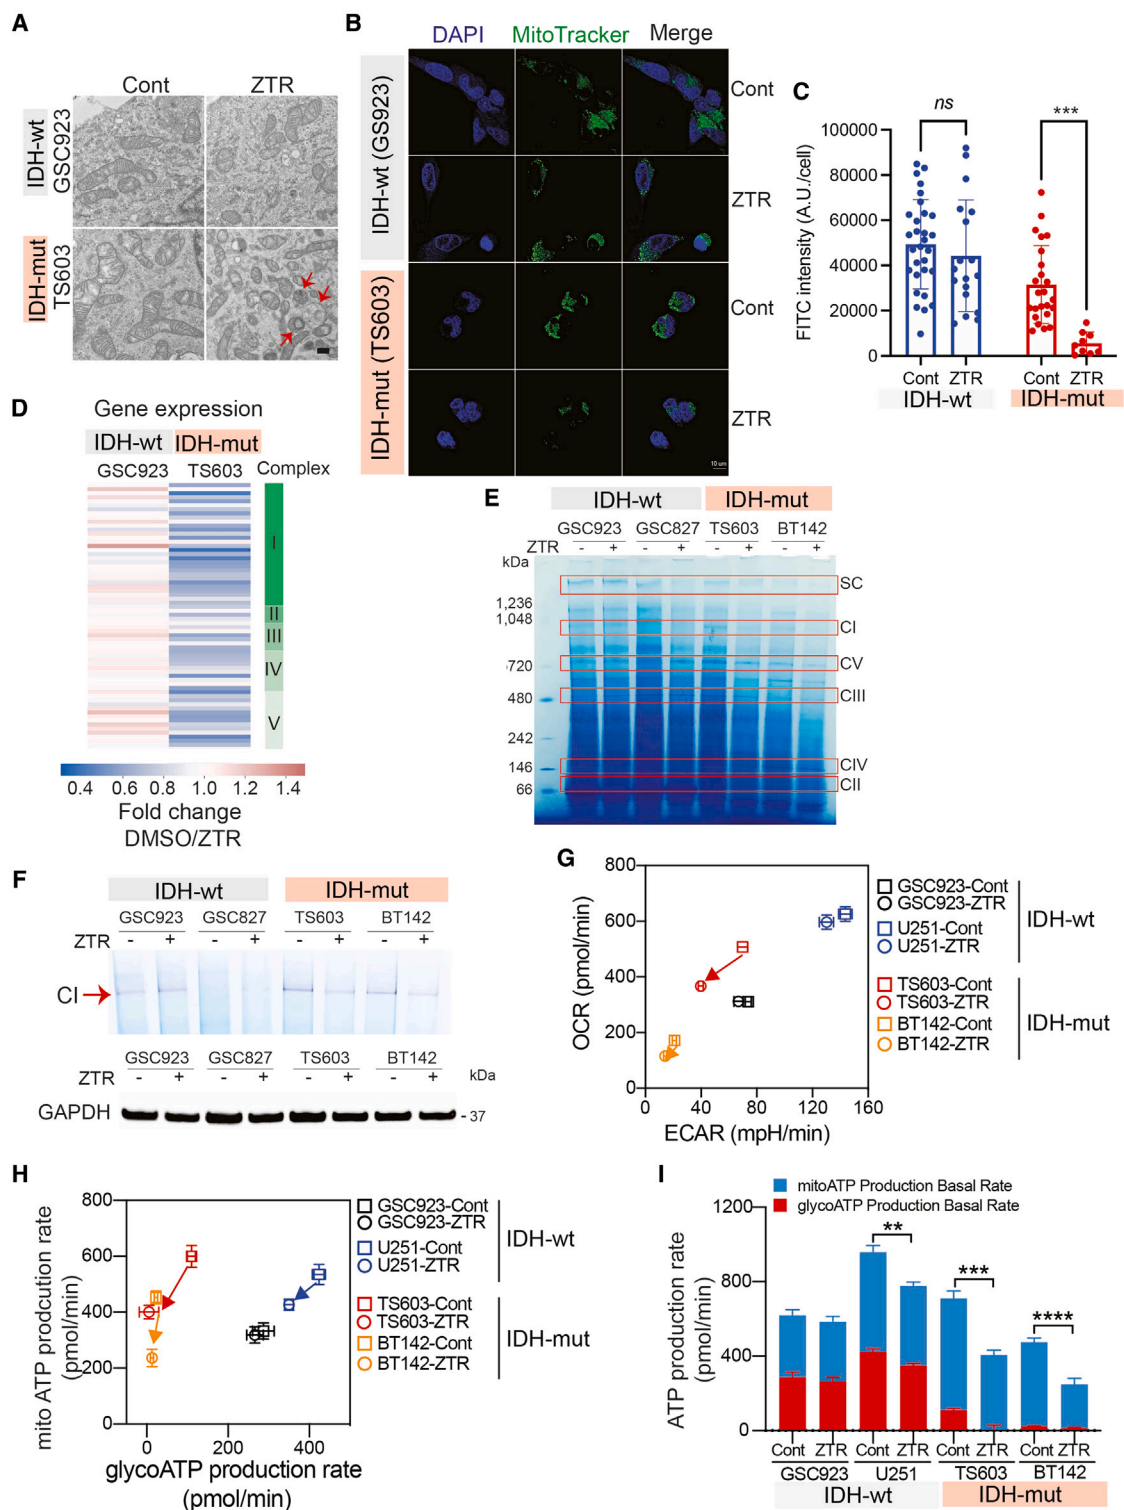 A
Cont
ZTR
IDH-wt
GSC923
IDH-mut
TS603
B
DAPI
MitoTracker
Merge
IDH-wt (GS923)
Cont
ZTR
IDH-mut (TS603)
Cont
ZTR
10 um
C
ns
***
FITC intensity (A.U./cell)
100000
80000
60000
40000
20000
0
Cont ZTR Cont ZTR
IDH-wt IDH-mut
D
Gene expression
IDH-wt IDH-mut
GSC923 TS603 Complex
I
II
III
IV
V
0.4 0.6 0.8 1.0 1.2 1.4
Fold change
DMSO/ZTR
E
IDH-wt IDH-mut
GSC923 GSC827 TS603 BT142
ZTR - + - + - + - +
kDa
1,236
1,048
720
480
242
146
66
SC
CI
CV
CIII
CIV
CII
F
IDH-wt IDH-mut
GSC923 GSC827 TS603 BT142
ZTR - + - + - + - +
CI
GSC923 GSC827 TS603 BT142
ZTR - + - + - + - + kDa
GAPDH - 37
G
OCR (pmol/min)
800
600
400
200
0
0 40 80 120 160
ECAR (mpH/min)
GSC923-Cont
GSC923-ZTR
U251-Cont
U251-ZTR
IDH-wt
TS603-Cont
TS603-ZTR
BT142-Cont
BT142-ZTR
IDH-mut
H
mito ATP prodcution rate
(pmol/min)
800
600
400
200
0
0 200 400
glycoATP production rate
(pmol/min)
GSC923-Cont
GSC923-ZTR
U251-Cont
U251-ZTR
IDH-wt
TS603-Cont
TS603-ZTR
BT142-Cont
BT142-ZTR
IDH-mut
I
mitoATP Production Basal Rate
glycoATP Production Basal Rate
ATP production rate
(pmol/min)
1200
800
400
0
**
***
****
Cont ZTR Cont ZTR Cont ZTR Cont ZTR
GSC923 U251 TS603 BT142
IDH-wt IDH-mut